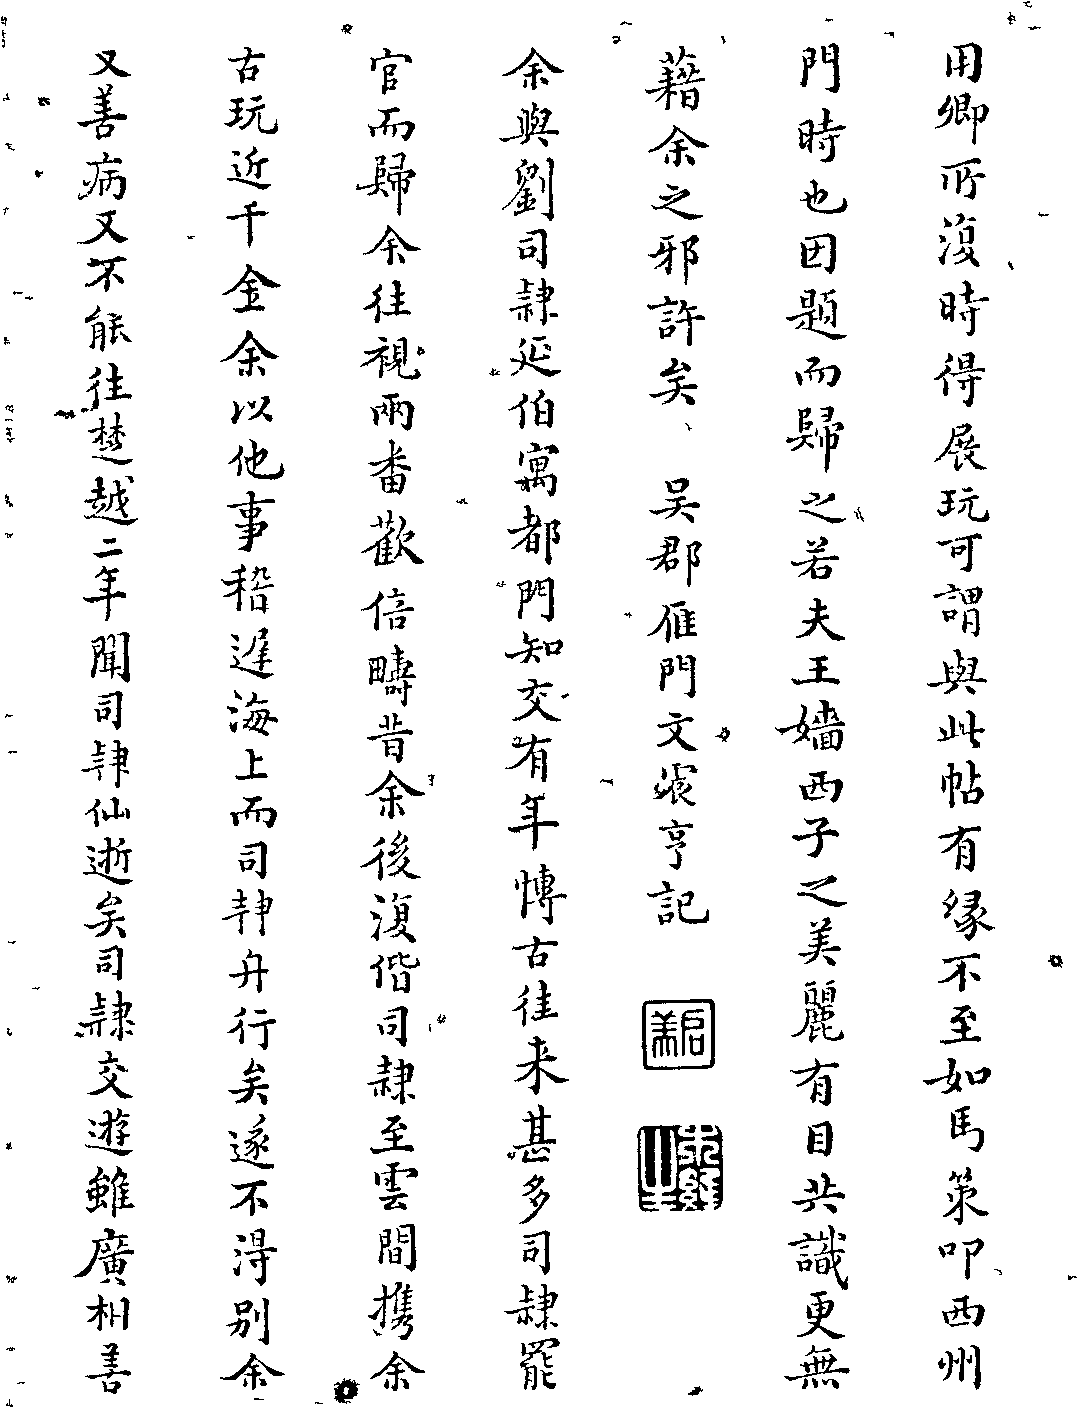 用卿所復時得展玩可謂與此帖有緣不至如馬策叩西州
門時也因題而歸之若夫王嬙西子之美麗有目共識更無
藉余之邪許矣 吳郡雁門文震亨記
啟美
余與劉司隸延伯寓都門知交有年博古往来甚多司隸罷
官而歸余往視兩番歡倍疇昔余後復偕司隸至雲間携余
古玩近千金余以他事稽遲海上而司隸舟行矣遂不得别余
又善病又不能往楚越二年聞司隸仙逝矣司隸交遊雖廣相善